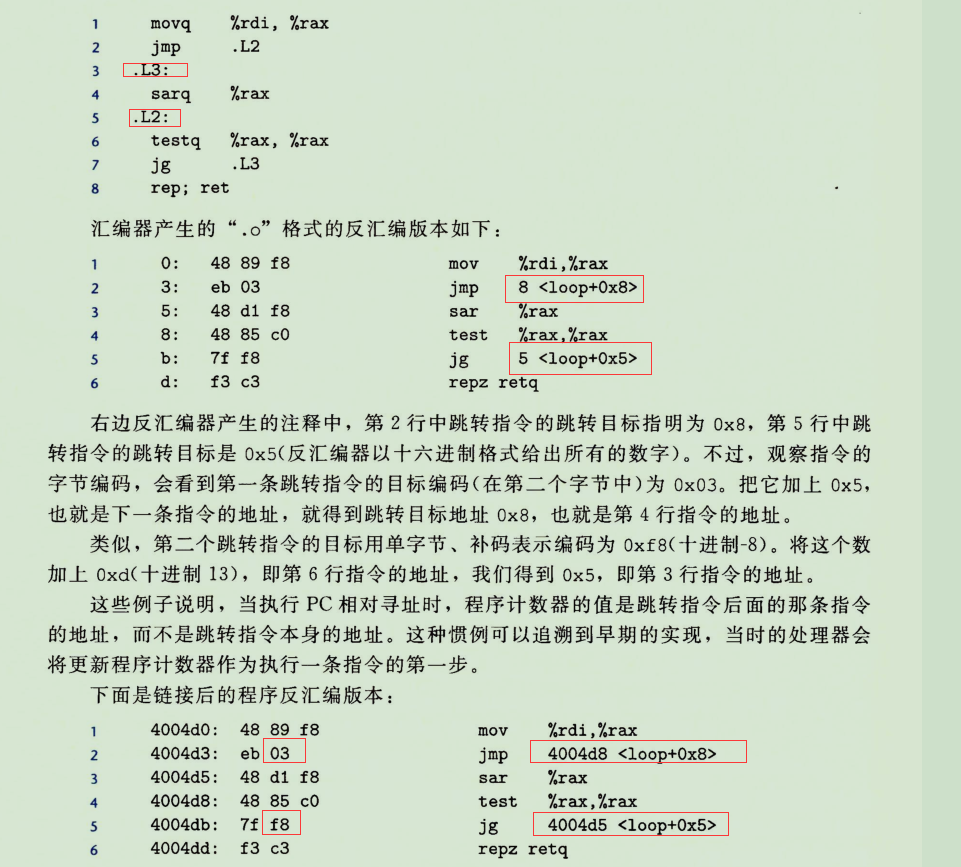 1 movq %rdi, %rax
2 jmp .L2
3 .L3:
4 sarq %rax
5 .L2:
6 testq %rax, %rax
7 jg .L3
8 rep; ret
汇编器产生的“.o”格式的反汇编版本如下：
1 0: 48 89 f8 mov %rdi,%rax
2 3: eb 03 jmp 8 <loop+0x8>
3 5: 48 d1 f8 sar %rax
4 8: 48 85 c0 test %rax,%rax
5 b: 7f f8 jg 5 <loop+0x5>
6 d: f3 c3 repz retq
右边反汇编器产生的注释中，第 2 行中跳转指令的跳转目标指明为 0x8，第 5 行中跳
转指令的跳转目标是 0x5(反汇编器以十六进制格式给出所有的数字)。不过，观察指令的
字节编码，会看到第一条跳转指令的目标编码(在第二个字节中)为 0x03。把它加上 0x5，
也就是下一条指令的地址，就得到跳转目标地址 0x8，也就是第 4 行指令的地址。
类似，第二个跳转指令的目标用单字节、补码表示编码为 0xf8(十进制-8)。将这个数
加上 0xd(十进制 13)，即第 6 行指令的地址，我们得到 0x5，即第 3 行指令的地址。
这些例子说明，当执行 PC 相对寻址时，程序计数器的值是跳转指令后面的那条指令
的地址，而不是跳转指令本身的地址。这种惯例可以追溯到早期的实现，当时的处理器会
将更新程序计数器作为执行一条指令的第一步。
下面是链接后的程序反汇编版本：
1 4004d0: 48 89 f8 mov %rdi,%rax
2 4004d3: eb 03 jmp 4004d8 <loop+0x8>
3 4004d5: 48 d1 f8 sar %rax
4 4004d8: 48 85 c0 test %rax,%rax
5 4004db: 7f f8 jg 4004d5 <loop+0x5>
6 4004dd: f3 c3 repz retq